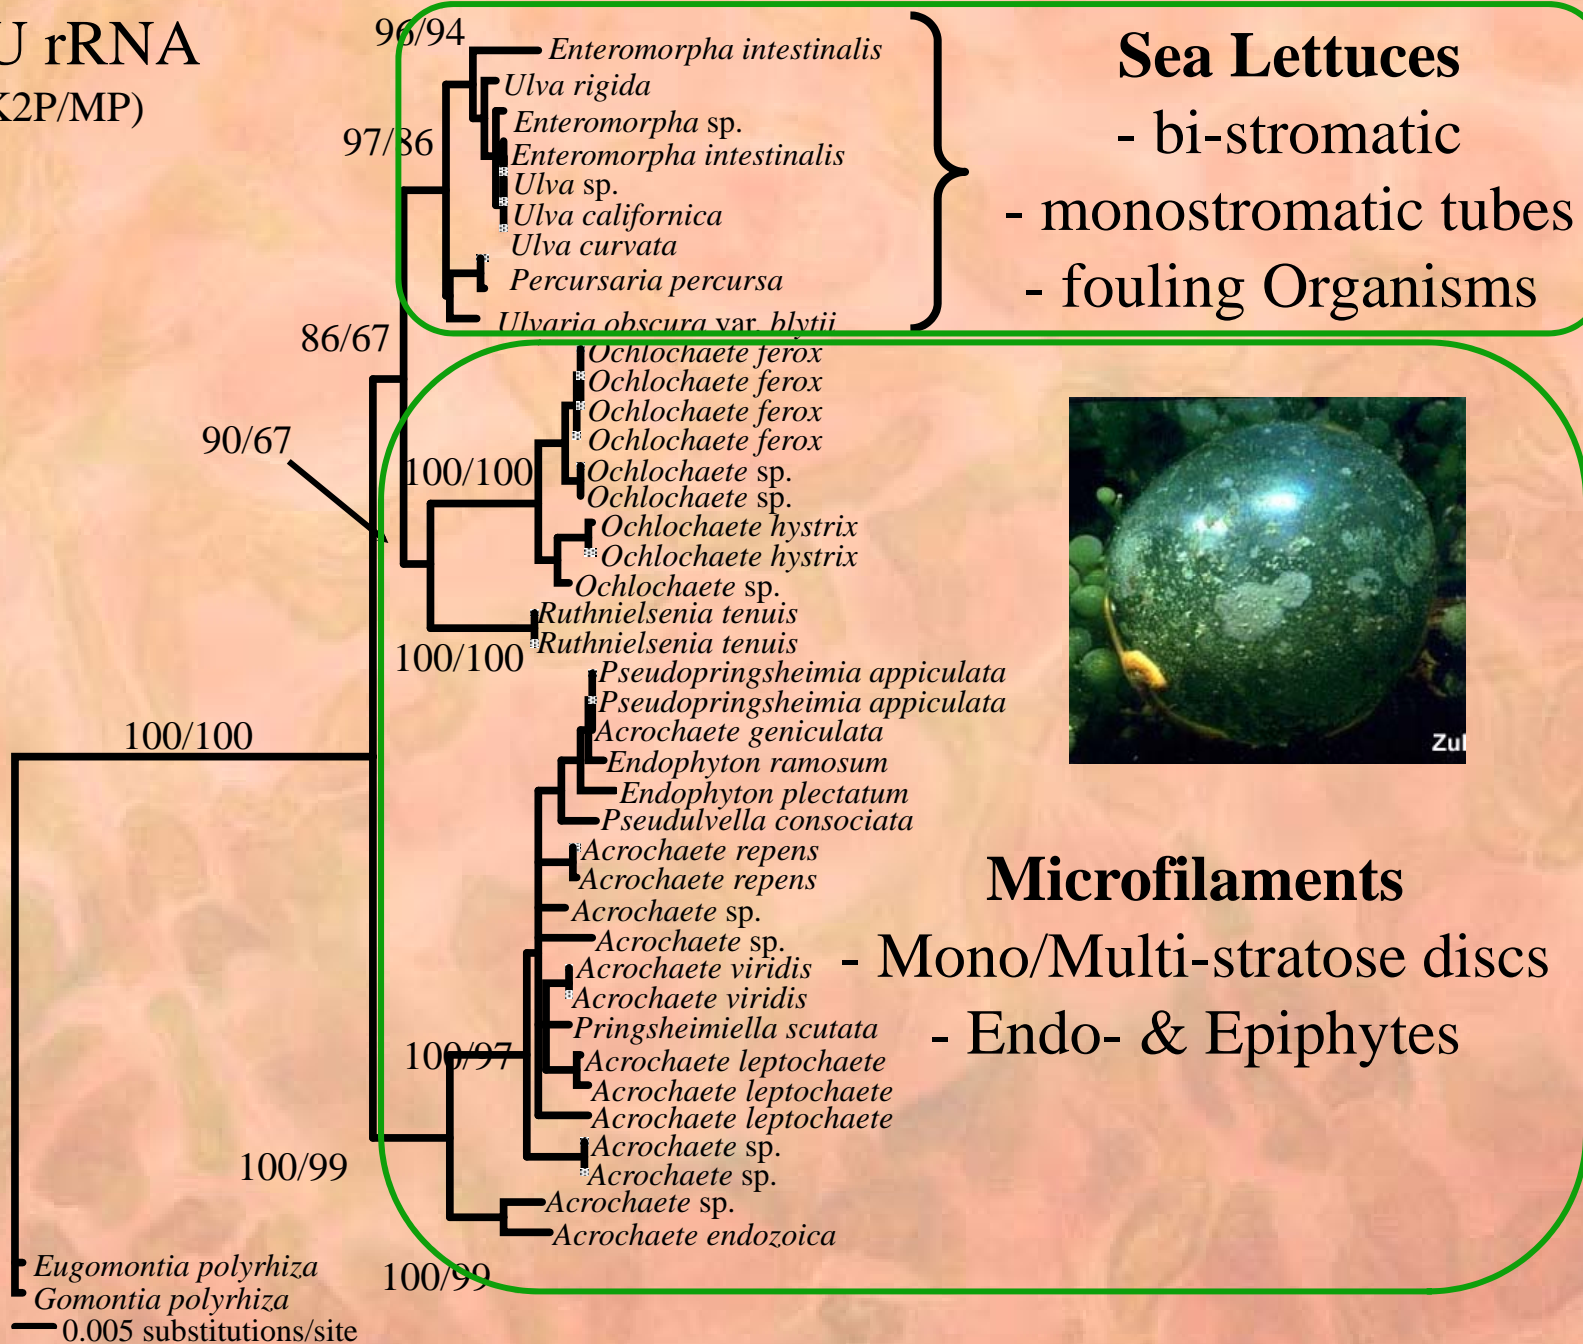 U rRNA
K2P/MP)
96/94
Enteromorpha intestinalis
Ulva rigida
Enteromorpha sp.
97/86
Enteromorpha intestinalis
Ulva sp.
Ulva californica
Ulva curvata
Percursaria percursa
Ulvaria obscura var. blytii
Sea Lettuces
- bi-stromatic
- monostromatic tubes
- fouling Organisms
86/67
Ochlochaete ferox
Ochlochaete ferox
Ochlochaete ferox
Ochlochaete ferox
90/67
100/100
Ochlochaete sp.
Ochlochaete sp.
Ochlochaete hystrix
Ochlochaete hystrix
Ochlochaete sp.
Ruthnielsenia tenuis
Ruthnielsenia tenuis
100/100
Pseudopringsheimia appiculata
Pseudopringsheimia appiculata
Acrochaete geniculata
100/100
Endophyton ramosum
Endophyton plectatum
Pseudulvella consociata
Acrochaete repens
Acrochaete repens
Acrochaete sp.
Acrochaete sp.
Acrochaete viridis
Acrochaete viridis
Pringsheimiella scutata
100/97
Acrochaete leptochaete
Acrochaete leptochaete
Acrochaete leptochaete
Acrochaete sp.
Acrochaete sp.
100/99
Acrochaete sp.
Acrochaete endozoica
100/99
Zul
Microfilaments
- Mono/Multi-stratose discs
- Endo- & Epiphytes
Eugomontia polyrhiza
Gomontia polyrhiza
0.005 substitutions/site